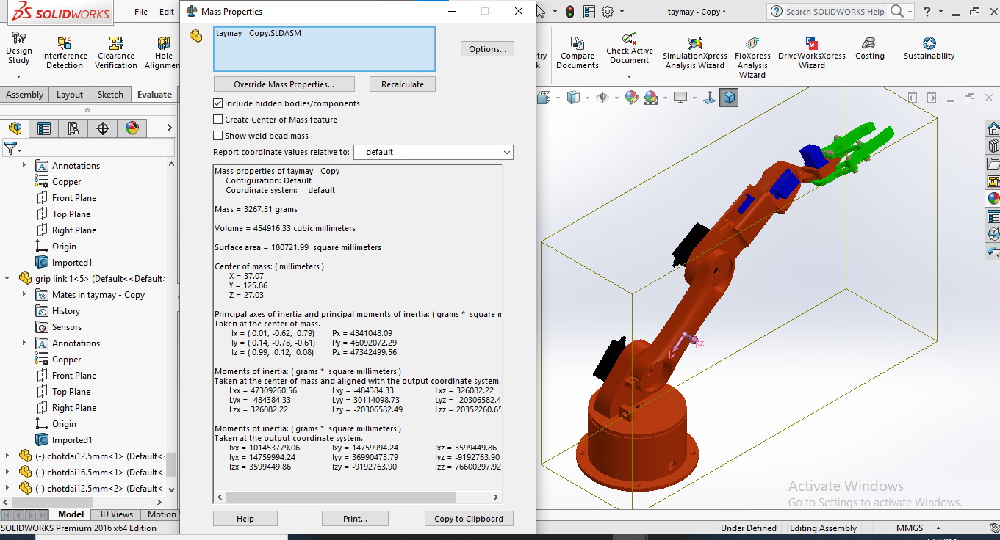 SOLIDWORKS
File Edit
Mass Properties
taymay - Copy *
Search SOLIDWORKS Help
Design Study
Interference Detection
Clearance Verification
Hole Alignmen
Compare Documents
Check Active Document
SimulationXpress Analysis Wizard
FloXpress Analysis Wizard
DriveWorksXpress Wizard
Costing
Sustainability
Assembly Layout Sketch Evaluate
Annotations
Copper
Front Plane
Top Plane
Right Plane
Origin
Imported1
grip link 1<5> (Default<<Default>
Mates in taymay - Copy
History
Sensors
Annotations
Copper
Front Plane
Top Plane
Right Plane
Origin
Imported1
(-) chotdai12.5mm<1> (Default<
(-) chotdai16.5mm<1> (Default<
(-) chotdai12.5mm<2> (Default<
Model 3D Views Motion
SOLIDWORKS Premium 2016 x64 Edition
taymay - Copy.SLDASM
Options...
Override Mass Properties...
Recalculate
Include hidden bodies/components
Create Center of Mass feature
Show weld bead mass
Report coordinate values relative to: -- default --
Mass properties of taymay - Copy
Configuration: Default
Coordinate system: -- default --
Mass = 3267.31 grams
Volume = 454916.33 cubic millimeters
Surface area = 180721.99 square millimeters
Center of mass: ( millimeters )
X = 37.07
Y = 125.86
Z = 27.03
Principal axes of inertia and principal moments of inertia: ( grams * square m
Taken at the center of mass.
Ix = ( 0.01, -0.62, 0.79) Px = 4341048.09
Iy = ( 0.14, -0.78, -0.61) Py = 46092072.29
Iz = ( 0.99, 0.12, 0.08) Pz = 47342499.56
Moments of inertia: ( grams * square millimeters )
Taken at the center of mass and aligned with the output coordinate system.
Lxx = 47309260.56 Lxy = -484384.33 Lxz = 326082.22
Lyx = -484384.33 Lyy = 30114098.73 Lyz = -20306582.4
Lzx = 326082.22 Lzy = -20306582.49 Lzz = 20352260.65
Moments of inertia: ( grams * square millimeters )
Taken at the output coordinate system.
Ixx = 101453779.06 Ixy = 14759994.24 Ixz = 3599449.86
Iyx = 14759994.24 Iyy = 36990473.79 Iyz = -9192763.90
Izx = 3599449.86 Izy = -9192763.90 Izz = 76600297.92
Help Print... Copy to Clipboard
Ix
Activate Windows
Go to Settings to activate Windows.
Under Defined Editing Assembly MMGS